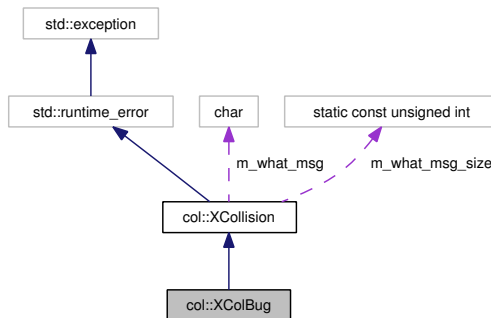 std::exception
std::runtime_error
char
static const unsigned int
m_what_msg
m_what_msg_size
col::XCollision
col::XColBug